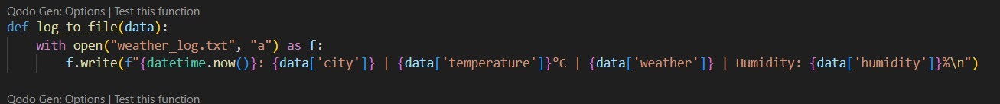 Qodo Gen: Options | Test this function
def log_to_file(data):
    with open("weather_log.txt", "a") as f:
        f.write(f"{datetime.now()}: {data['city']} | {data['temperature']}°C | {data['weather']} | Humidity: {data['humidity']}%\n")
Qodo Gen: Options | Test this function